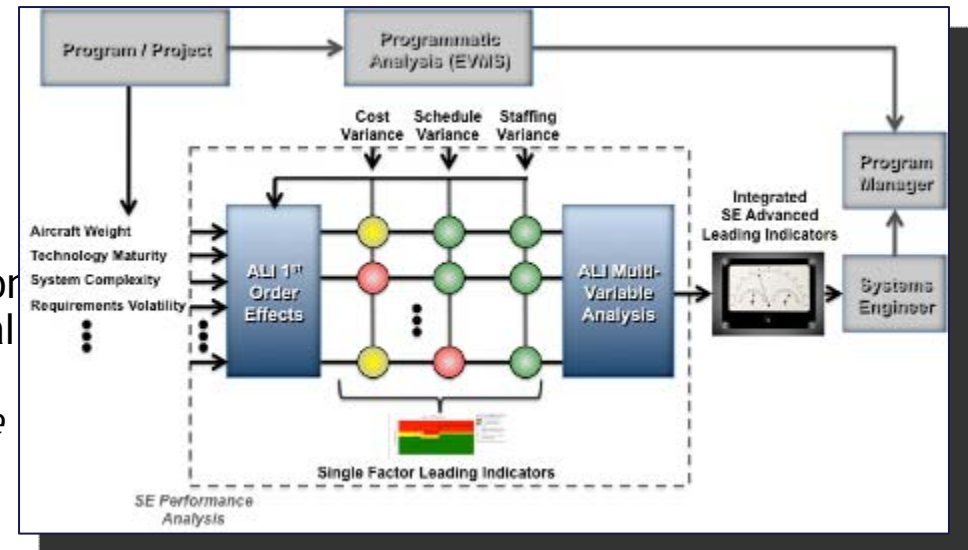 Program / Project
Programmatic
Analysis (EVMS)
Cost
Variance
Schedule
Variance
Staffing
Variance
Program
Manager
Integrated
SE Advanced
Leading Indicators
Aircraft Weight
Technology Maturity
System Complexity
Requirements Volatility
ALI 1st
Order
Effects
ALI Multi-
Variable
Analysis
Systems
Engineer
Single Factor Leading Indicators
SE Performance
Analysis